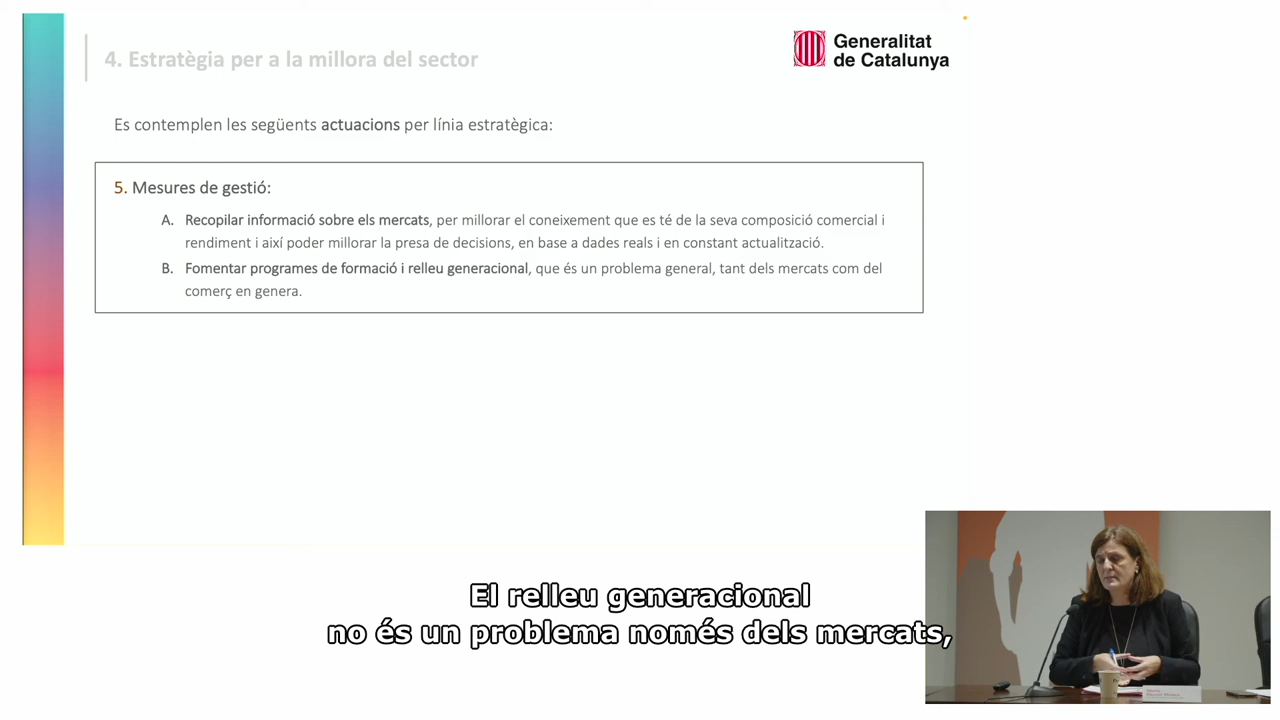 4. Estratègia per a la millora del sector
Generalitat
de Catalunya
Es contemplen les següents actuacions per línia estratègica:
5. Mesures de gestió:
A. Recopilar informació sobre els mercats, per millorar el coneixement que es té de la seva composició comercial i
rendiment i així poder millorar la presa de decisions, en base a dades reals i en constant actualització.
B. Fomentar programes de formació i relleu generacional, que és un problema general, tant dels mercats com del
comerç en genera.
El relleu generacional
no és un problema només dels mercats,